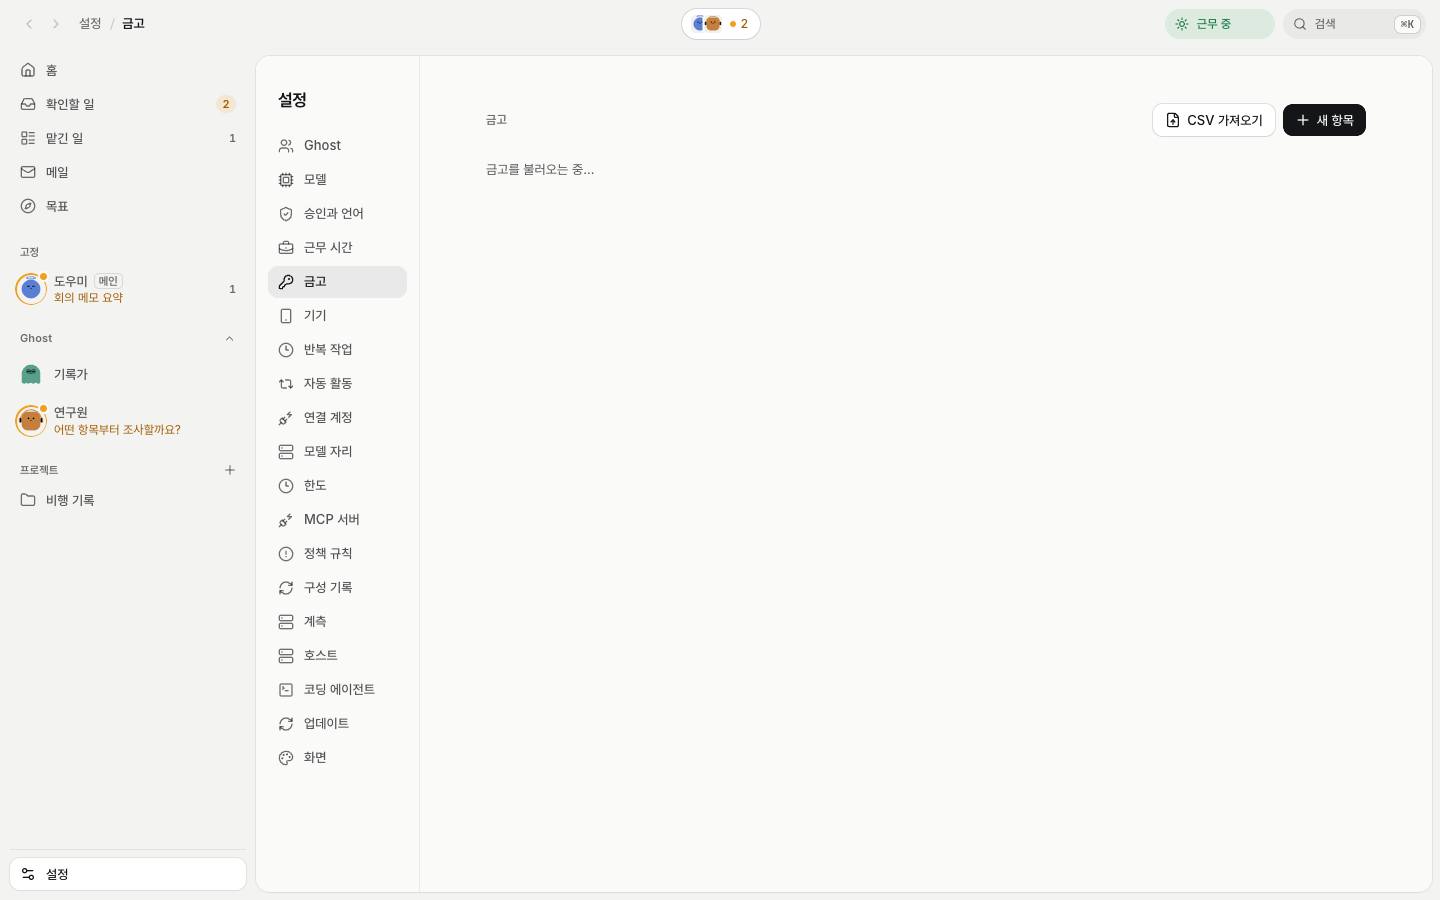 설정 / 금고
2
근무 중
검색
⌘K
홈
확인할 일
2
맡긴 일
1
메일
목표
고정
도우미
메인
회의 메모 요약
1
Ghost
기록가
연구원
어떤 항목부터 조사할까요?
프로젝트
비행 기록
설정
설정
Ghost
모델
승인과 언어
근무 시간
금고
기기
반복 작업
자동 활동
연결 계정
모델 자리
한도
MCP 서버
정책 규칙
구성 기록
계측
호스트
코딩 에이전트
업데이트
화면
금고
CSV 가져오기
새 항목
금고를 불러오는 중...